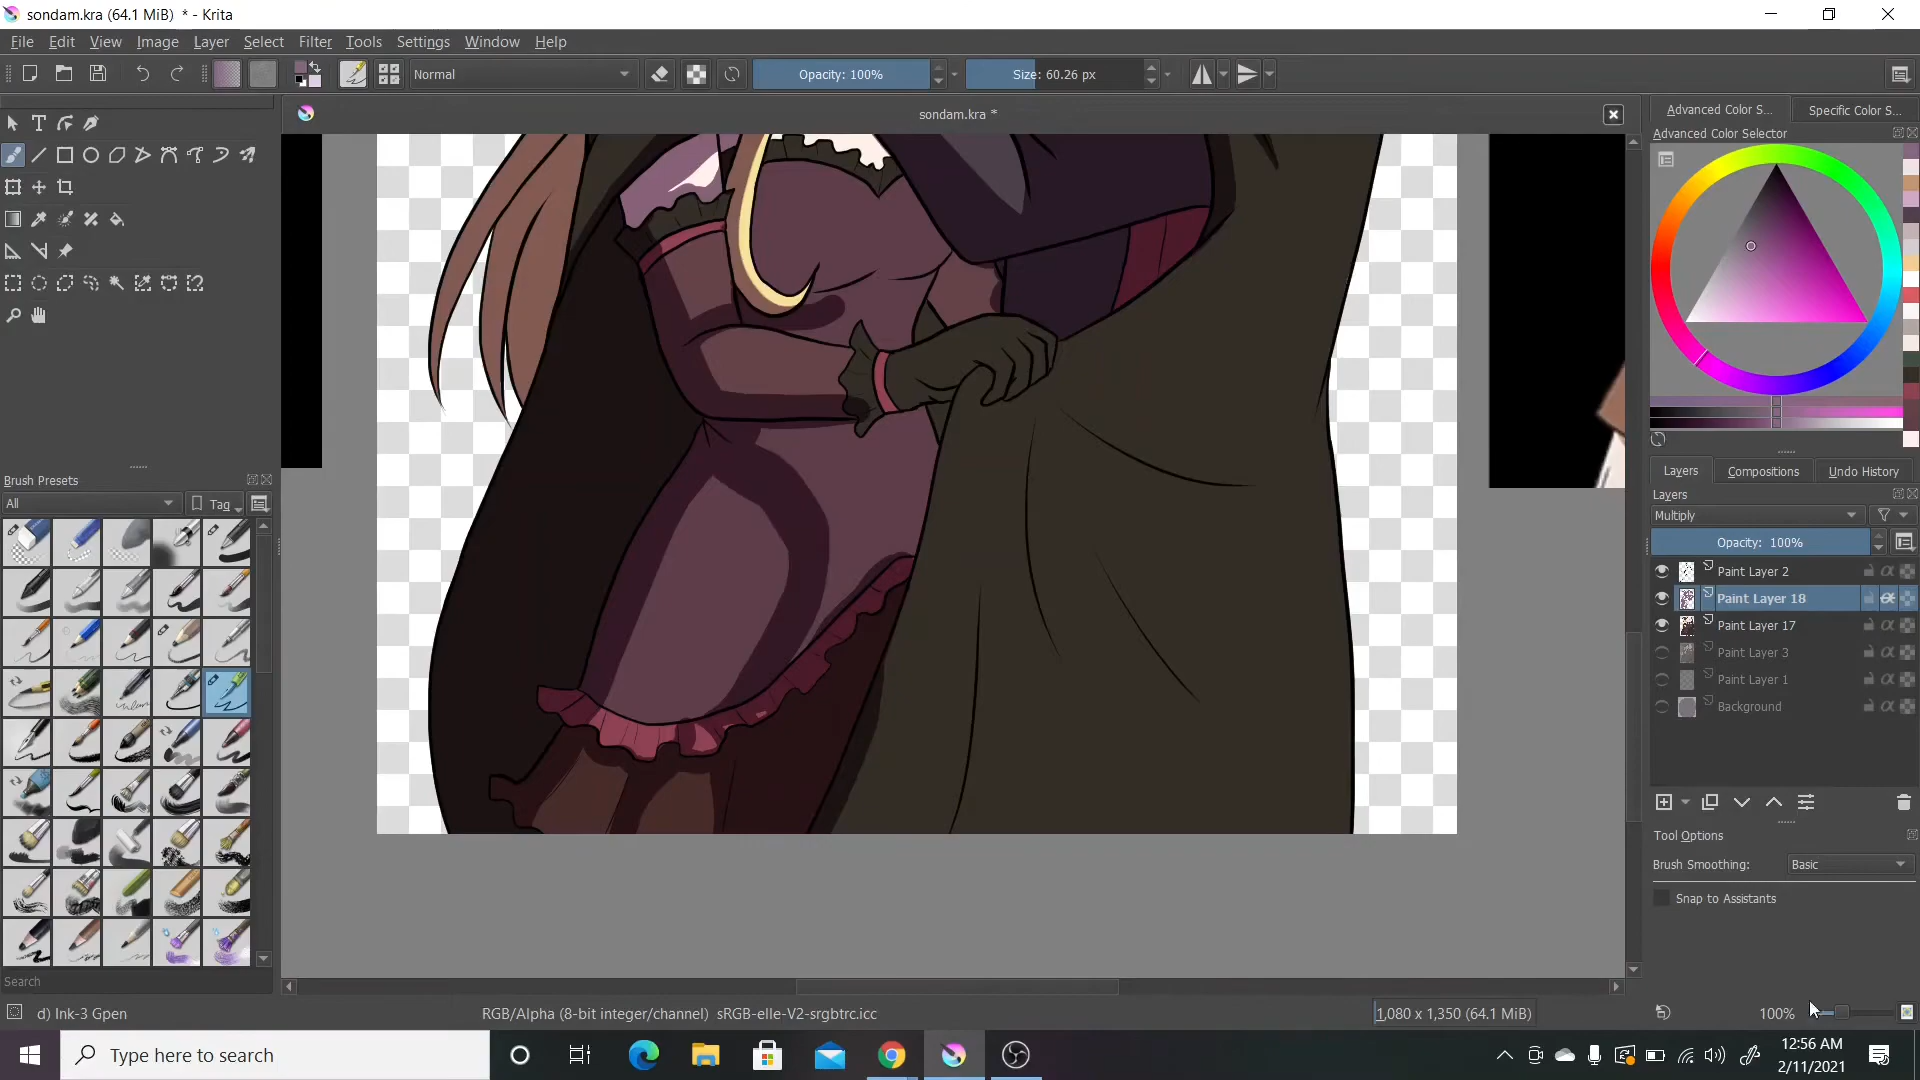 sondam.kra (64.1 MiB) * - Krita
File Edit View Image Layer Select Filter Tools Settings Window Help
Normal Opacity: 100% Size: 60.26 px
sondam.kra *
Advanced Color S... Specific Color S...
Advanced Color Selector
Brush Presets
All Tag
Layers Compositions Undo History
Layers
Multiply
Opacity: 100%
Paint Layer 2
Paint Layer 18
Paint Layer 17
Paint Layer 3
Paint Layer 1
Background
Tool Options
Brush Smoothing: Basic
Snap to Assistants
Search
d) Ink-3 Gpen RGB/Alpha (8-bit integer/channel) sRGB-elle-V2-srgbtrc.icc 1,080 x 1,350 (64.1 MiB) 100%
Type here to search
12:56 AM
2/11/2021